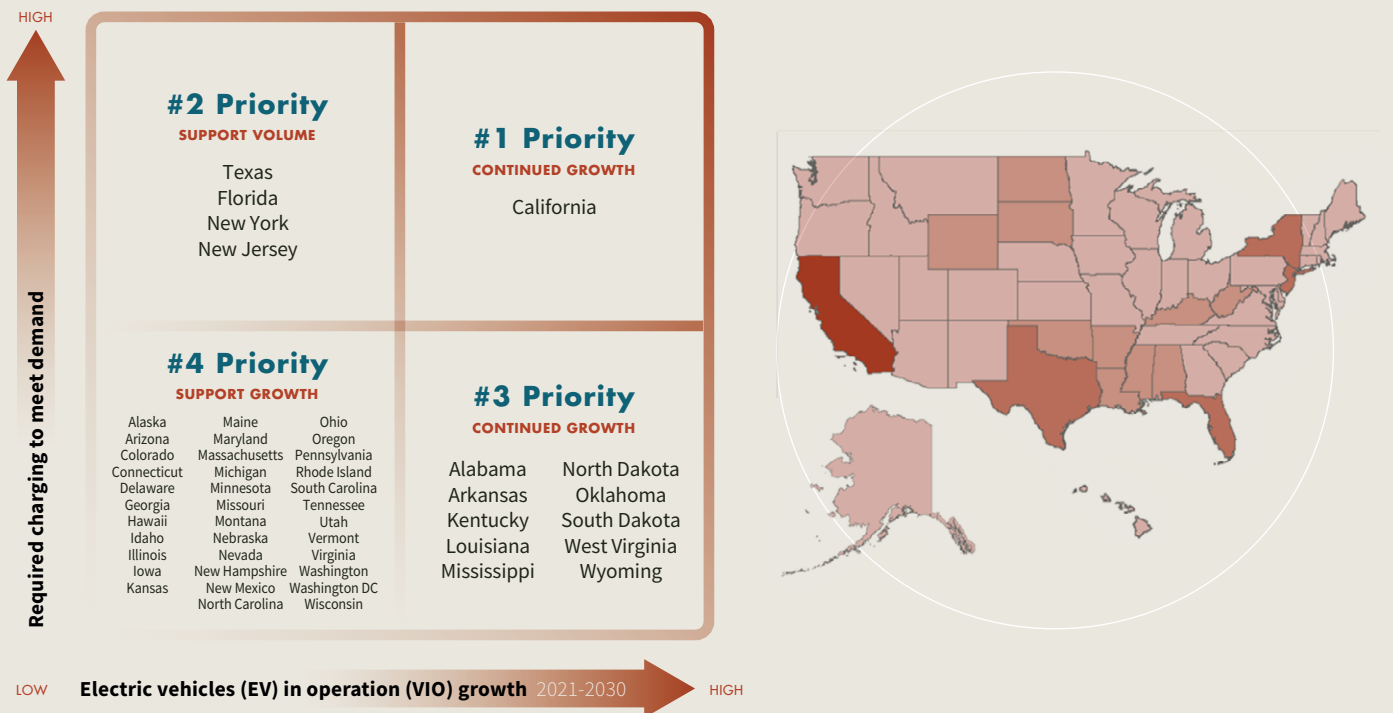 HIGH
Required charging to meet demand
#2 Priority
SUPPORT VOLUME
Texas
Florida
New York
New Jersey
#1 Priority
CONTINUED GROWTH
California
#4 Priority
SUPPORT GROWTH
Alaska
Arizona
Colorado
Connecticut
Delaware
Georgia
Hawaii
Idaho
Illinois
Iowa
Kansas
Maine
Maryland
Massachusetts
Michigan
Minnesota
Missouri
Montana
Nebraska
Nevada
New Hampshire
New Mexico
North Carolina
Ohio
Oregon
Pennsylvania
Rhode Island
South Carolina
Tennessee
Utah
Vermont
Virginia
Washington
Washington DC
Wisconsin
#3 Priority
CONTINUED GROWTH
Alabama
Arkansas
Kentucky
Louisiana
Mississippi
North Dakota
Oklahoma
South Dakota
West Virginia
Wyoming
LOW
Electric vehicles (EV) in operation (VIO) growth 2021-2030
HIGH